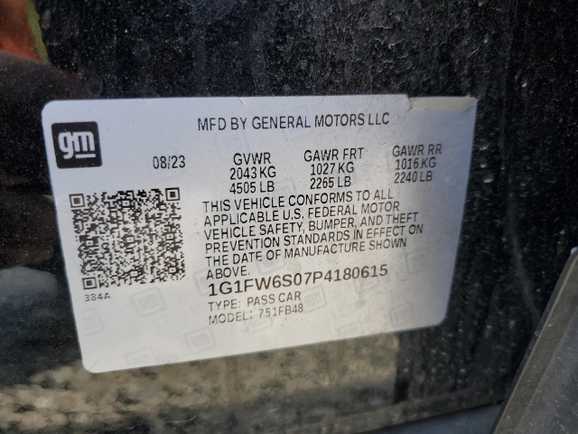 MFD BY GENERAL MOTORS LLC
gm
08/23 GVWR GAWR FRT GAWR RR
2043 KG 1027 KG 1016 KG
4505 LB 2265 LB 2240 LB
THIS VEHICLE CONFORMS TO ALL
APPLICABLE U.S. FEDERAL MOTOR
VEHICLE SAFETY, BUMPER, AND THEFT
PREVENTION STANDARDS IN EFFECT ON
THE DATE OF MANUFACTURE SHOWN
ABOVE.
384A
1G1FW6S07P4180615
TYPE: PASS CAR
MODEL: 751FB48